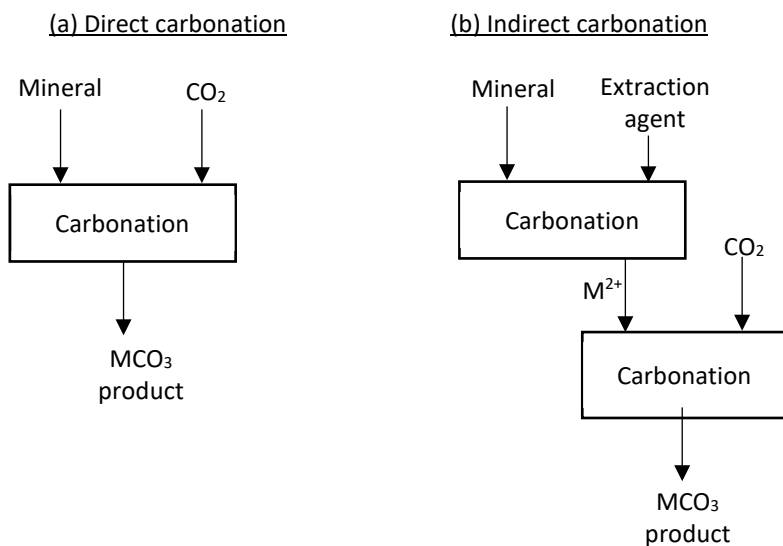 (a) Direct carbonation
Mineral
CO₂
Carbonation
MCO₃
product
(b) Indirect carbonation
Mineral
Extraction
agent
Carbonation
M²⁺
CO₂
Carbonation
MCO₃
product